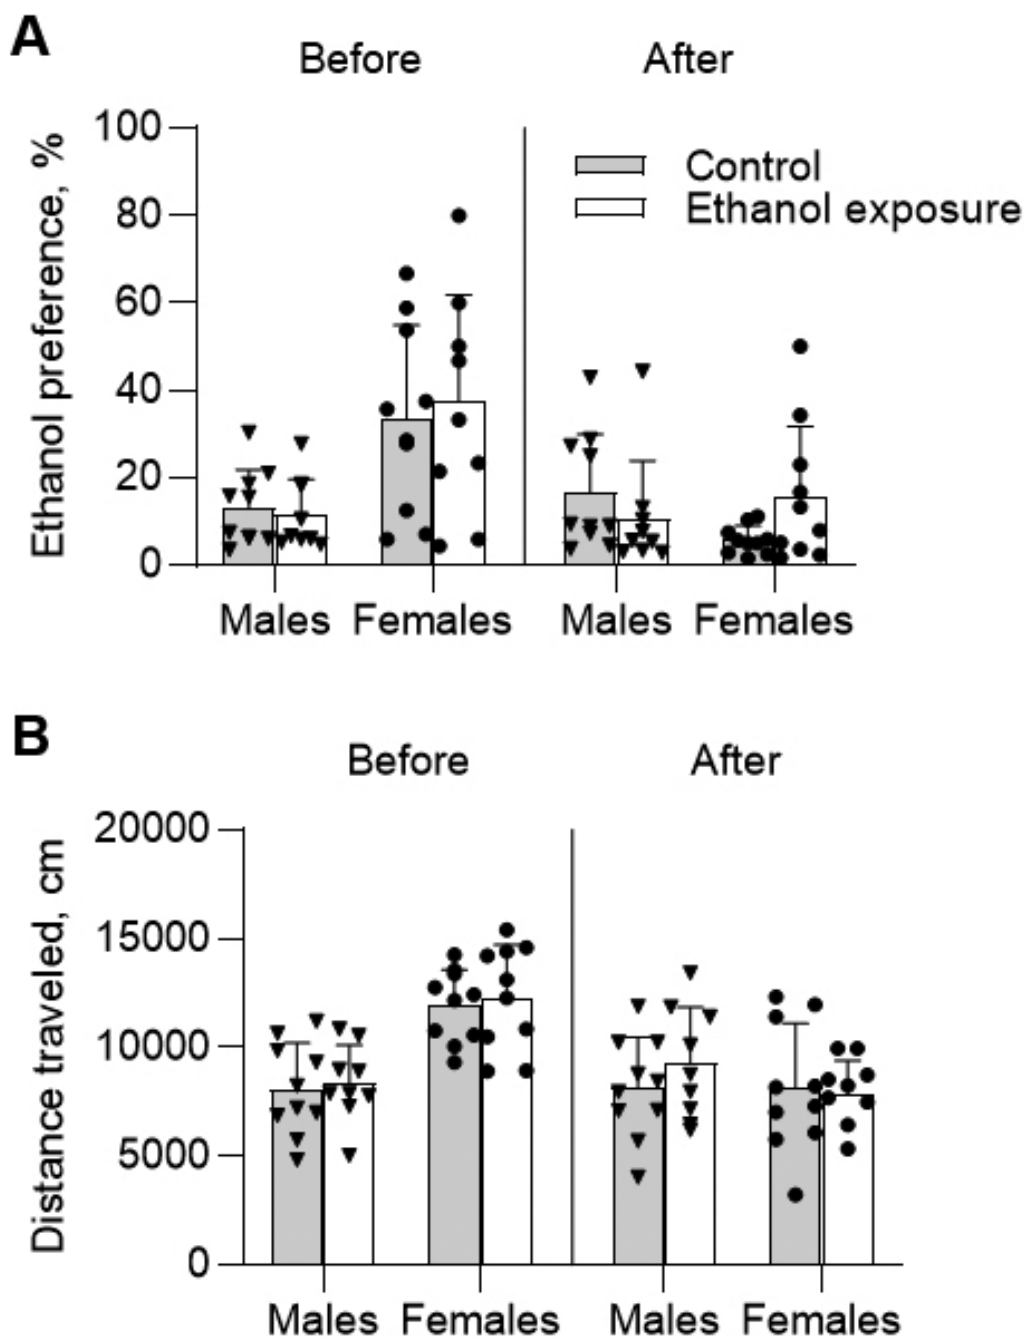 A
Before
After
Ethanol preference, %
100
80
60
40
20
0
Control
Ethanol exposure
Males
Females
Males
Females
B
Before
After
Distance traveled, cm
20000
15000
10000
5000
0
Males
Females
Males
Females